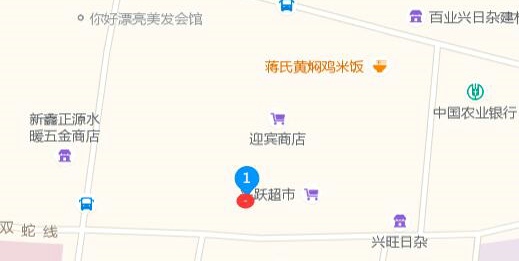 你好漂亮美发会馆
百业兴日杂建材
蒋氏黄焖鸡米饭
中国农业银行
新鑫正源水
暖五金商店
迎宾商店
1
跃超市
兴旺日杂
双蛇线